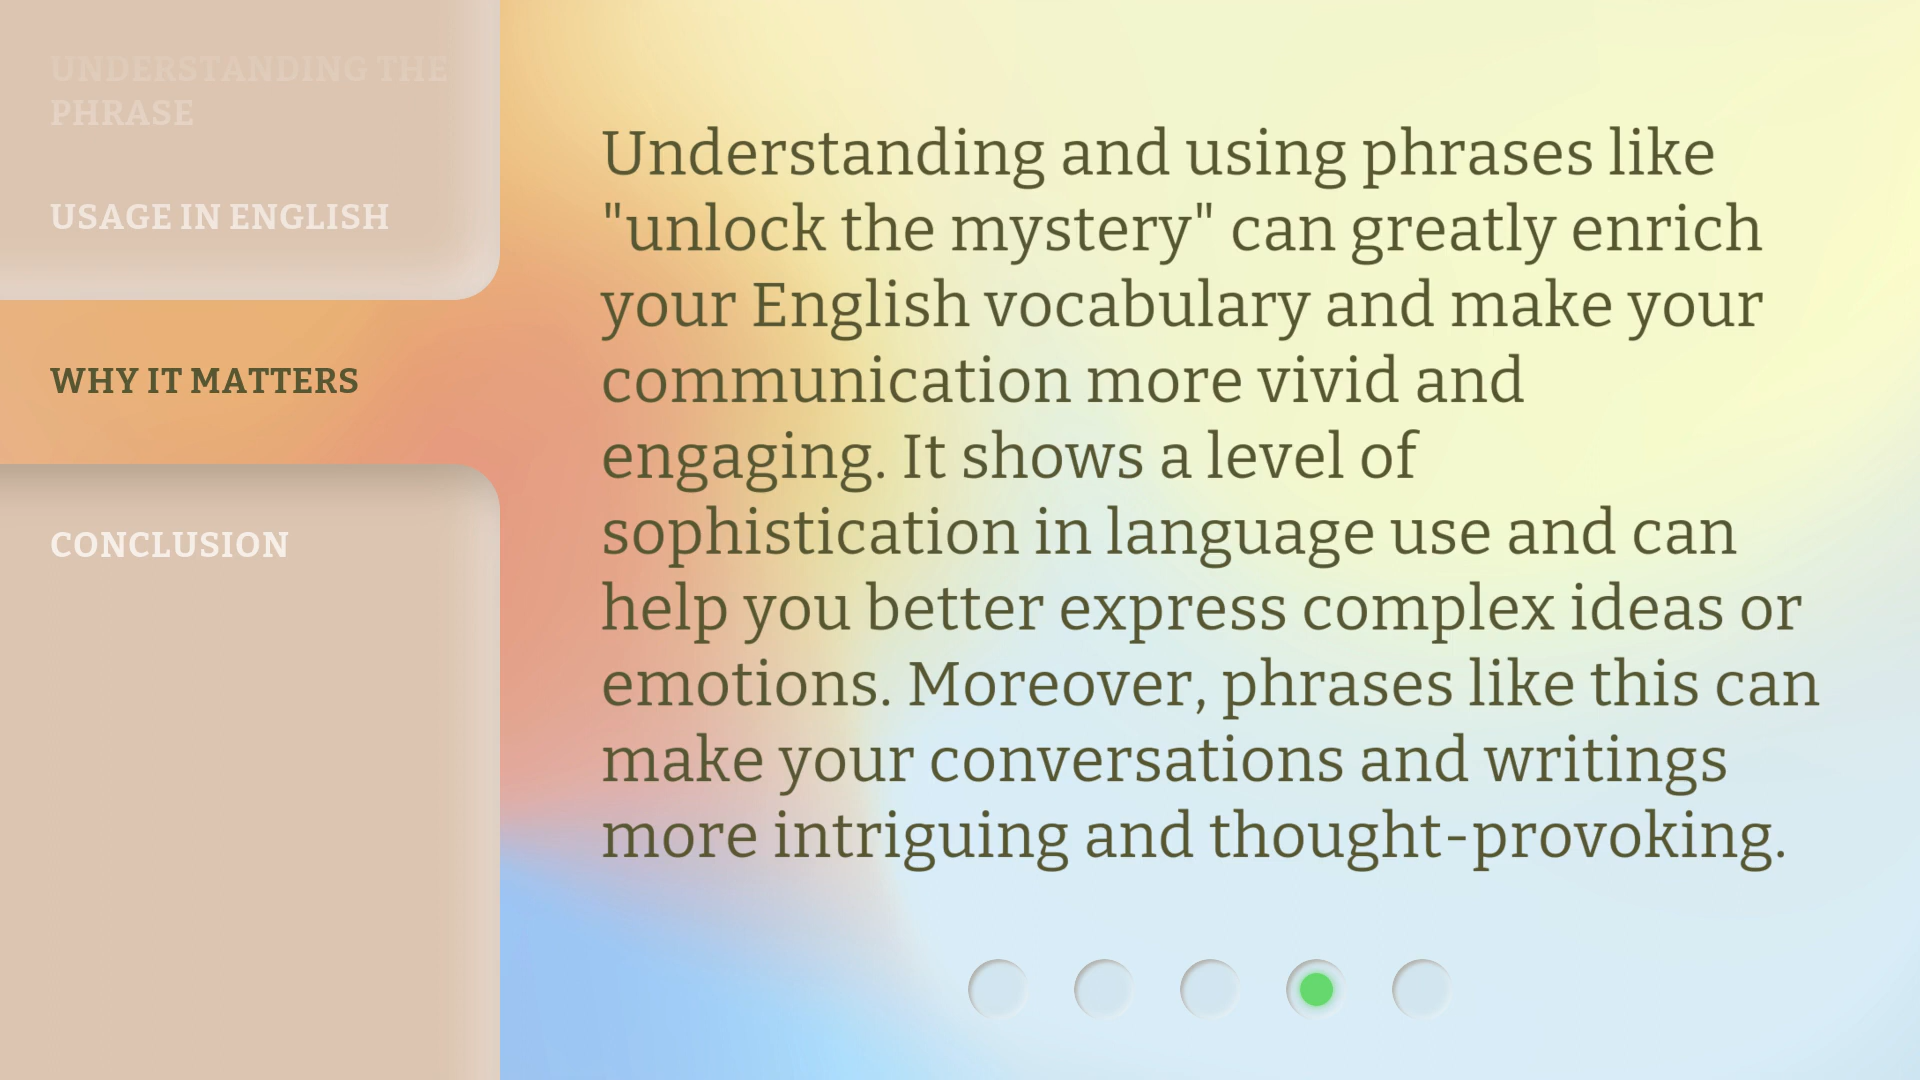 UNDERSTANDING THE
PHRASE
USAGE IN ENGLISH
WHY IT MATTERS
CONCLUSION
Understanding and using phrases like
"unlock the mystery" can greatly enrich
your English vocabulary and make your
communication more vivid and
engaging. It shows a level of
sophistication in language use and can
help you better express complex ideas or
emotions. Moreover, phrases like this can
make your conversations and writings
more intriguing and thought-provoking.